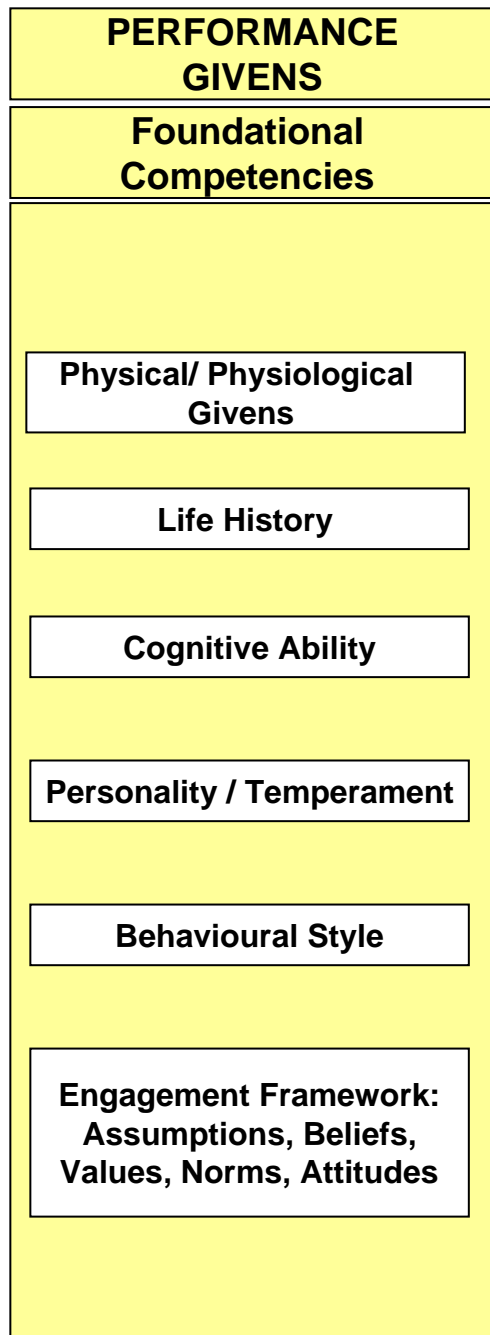 PERFORMANCE
GIVENS
Foundational
Competencies
Physical/ Physiological
Givens
Life History
Cognitive Ability
Personality / Temperament
Behavioural Style
Engagement Framework:
Assumptions, Beliefs,
Values, Norms, Attitudes